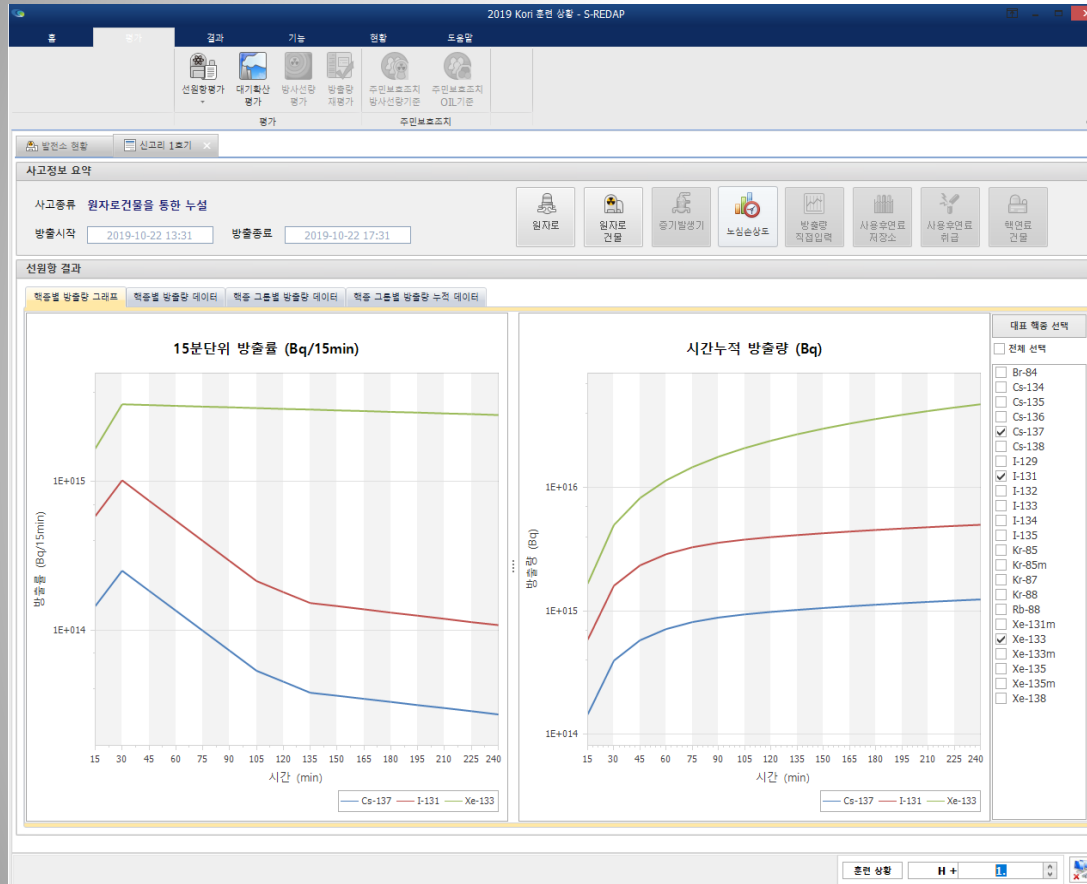 2019 Kori 훈련 상황 - S-REDAP
홈 평가 결과 기능 현황 도움말
선원항평가 대기확산 평가 방사선량 평가 방출량 재평가 주민보호조치 방사선량기준 주민보호조치 OIL기준
평가 주민보호조치
발전소 현황 신고리 1호기
사고정보 요약
사고종류 원자로건물을 통한 누설
방출시작 2019-10-22 13:31 방출종료 2019-10-22 17:31
원자로 원자로 건물 증기발생기 노심손상도 방출량 직접입력 사용후연료 저장소 사용후연료 취급 핵연료 건물
선원항 결과
핵종별 방출량 그래프 핵종별 방출량 데이터 핵종 그룹별 방출량 데이터 핵종 그룹별 방출량 누적 데이터
15분단위 방출률 (Bq/15min)
1E+015
1E+014
방출률 (Bq/15min)
15 30 45 60 75 90 105 120 135 150 165 180 195 210 225 240
시간 (min)
Cs-137 I-131 Xe-133
시간누적 방출량 (Bq)
1E+016
1E+015
1E+014
방출량 (Bq)
15 30 45 60 75 90 105 120 135 150 165 180 195 210 225 240
시간 (min)
Cs-137 I-131 Xe-133
대표 핵종 선택
전체 선택
Br-84
Cs-134
Cs-135
Cs-136
Cs-137
Cs-138
I-129
I-131
I-132
I-133
I-134
I-135
Kr-85
Kr-85m
Kr-87
Kr-88
Rb-88
Xe-131m
Xe-133
Xe-133m
Xe-135
Xe-135m
Xe-138
훈련 상황 H + 1.